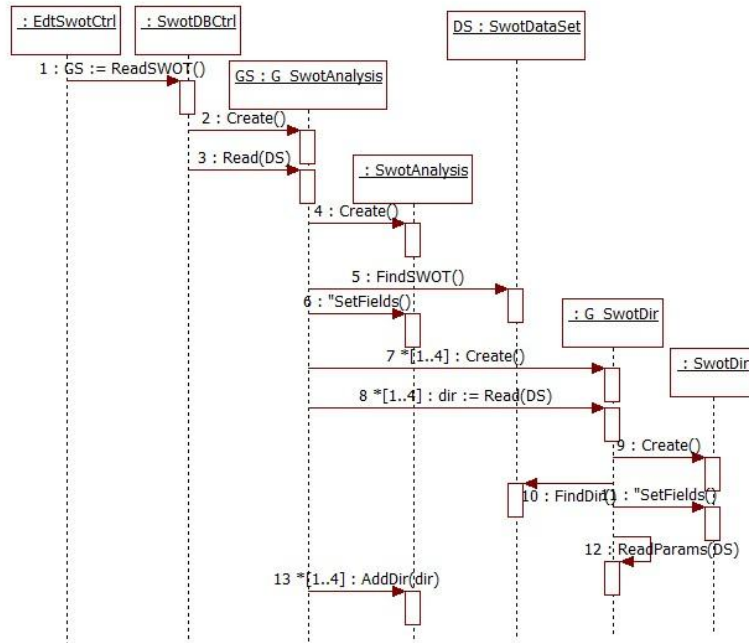 : EdtSwotCtrl
: SwotDBCtrl
DS : SwotDataSet
1 : GS := ReadSWOT()
GS : G_SwotAnalysis
2 : Create()
3 : Read(DS)
: SwotAnalysis
4 : Create()
5 : FindSWOT()
6 : "SetFields()
: G_SwotDir
7 *[1..4] : Create()
: SwotDir
8 *[1..4] : dir := Read(DS)
9 : Create()
10 : FindDir()
11 : "SetFields()
12 : ReadParams(DS)
13 *[1..4] : AddDir(dir)